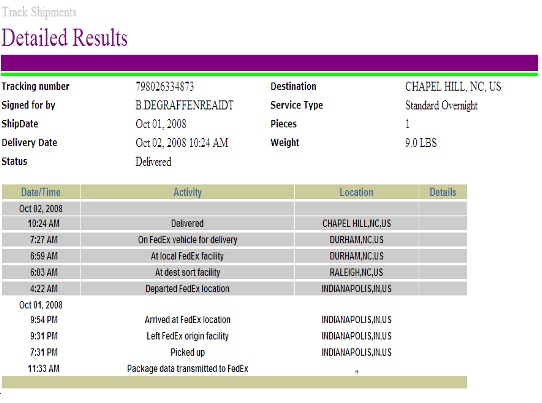 Track Shipments
Detailed Results
Tracking number 798026334873 Destination CHAPEL HILL, NC, US
Signed for by B.DEGRAFFENREAIDT Service Type Standard Overnight
ShipDate Oct 01, 2008 Pieces 1
Delivery Date Oct 02, 2008 10:24 AM Weight 9.0 LBS
Status Delivered
Date/Time Activity Location Details
Oct 02, 2008
10:24 AM Delivered CHAPEL HILL,NC,US
7:27 AM On FedEx vehicle for delivery DURHAM,NC,US
6:59 AM At local FedEx facility DURHAM,NC,US
6:03 AM At dest sort facility RALEIGH,NC,US
4:22 AM Departed FedEx location INDIANAPOLIS,IN,US
Oct 01, 2008
9:54 PM Arrived at FedEx location INDIANAPOLIS,IN,US
9:31 PM Left FedEx origin facility INDIANAPOLIS,IN,US
7:31 PM Picked up INDIANAPOLIS,IN,US
11:33 AM Package data transmitted to FedEx ,,